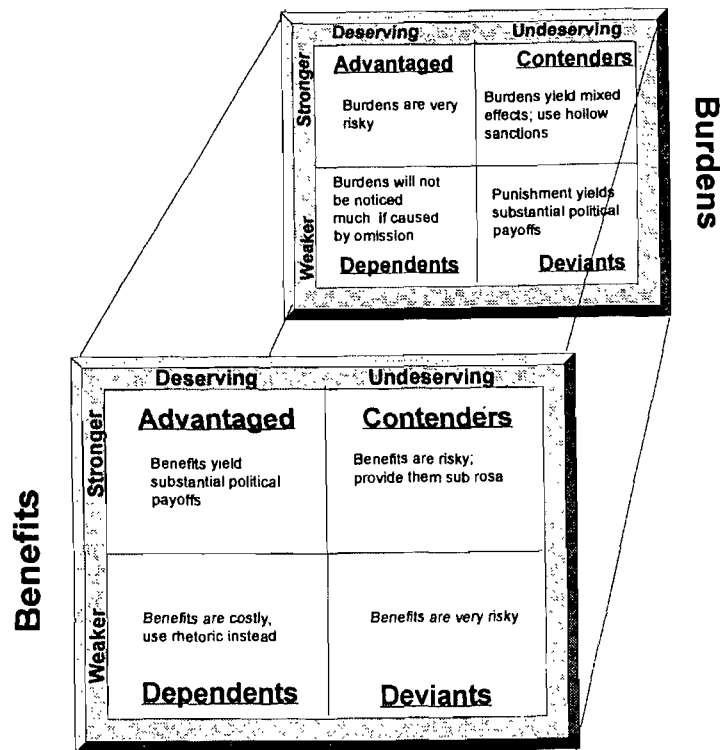 Deserving Undeserving
Stronger
Advantaged Contenders
Burdens are very
risky
Burdens yield mixed
effects; use hollow
sanctions
Burdens
Weaker
Burdens will not
be noticed
much if caused
by omission
Punishment yields
substantial political
payoffs
Dependents Deviants
Deserving Undeserving
Stronger
Advantaged Contenders
Benefits yield
substantial political
payoffs
Benefits are risky;
provide them sub rosa
Benefits
Weaker
Benefits are costly,
use rhetoric instead
Benefits are very risky
Dependents Deviants